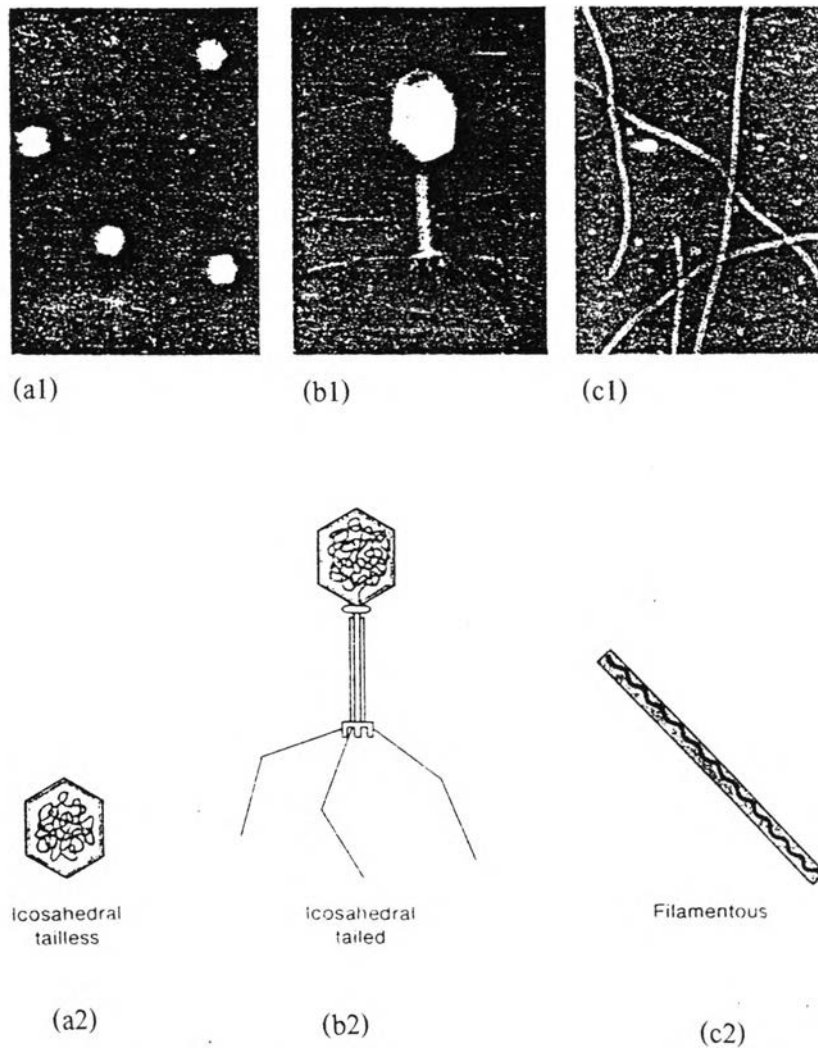 (a1)
(b1)
(c1)
Icosahedral
tailless
Icosahedral
tailed
Filamentous
(a2)
(b2)
(c2)